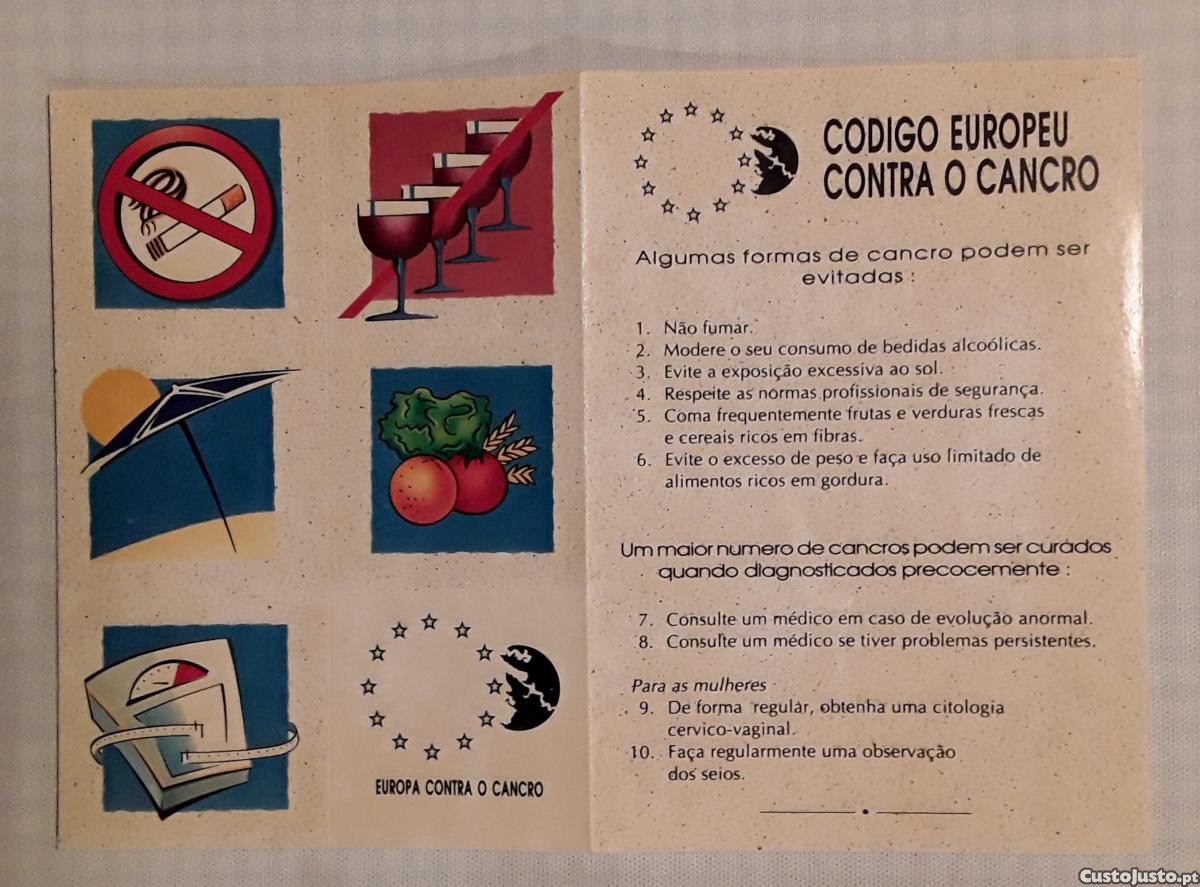 CODIGO EUROPEU
CONTRA O CANCRO
Algumas formas de cancro podem ser
evitadas :
1. Não fumar.
2. Modere o seu consumo de bedidas alcoólicas.
3. Evite a exposição excessiva ao sol.
4. Respeite as normas profissionais de segurança.
5. Coma frequentemente frutas e verduras frescas
e cereais ricos em fibras.
6. Evite o excesso de peso e faça uso limitado de
alimentos ricos em gordura.
Um maior numero de cancros podem ser curados
quando diagnosticados precocemente :
7. Consulte um médico em caso de evolução anormal.
8. Consulte um médico se tiver problemas persistentes.
Para as mulheres
9. De forma regular, obtenha uma citologia
cervico-vaginal.
10. Faça regularmente uma observação
dos seios.
EUROPA CONTRA O CANCRO
CustoJusto.pt